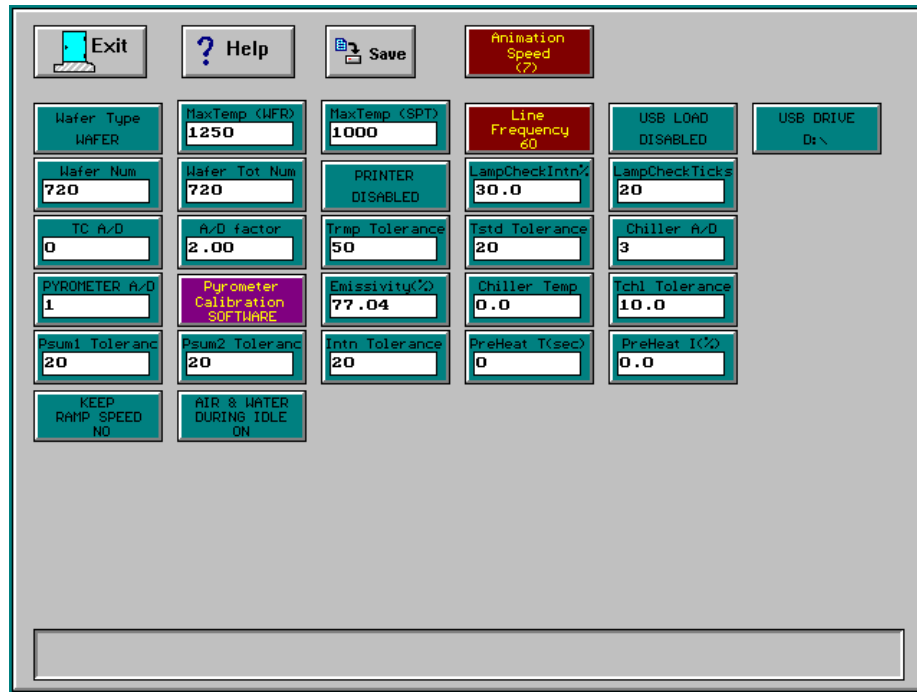 Exit
? Help
Save
Animation
Speed
(7)
Wafer Type
WAFER
MaxTemp (WFR)
1250
MaxTemp (SPT)
1000
Line
Frequency
60
USB LOAD
DISABLED
USB DRIVE
D:\
Wafer Num
720
Wafer Tot Num
720
PRINTER
DISABLED
LampCheckIntn%
30.0
LampCheckTicks
20
TC A/D
0
A/D factor
2.00
Trmp Tolerance
50
Tstd Tolerance
20
Chiller A/D
3
PYROMETER A/D
1
Pyrometer
Calibration
SOFTWARE
Emissivity(%)
77.04
Chiller Temp
0.0
Tchl Tolerance
10.0
Psum1 Toleranc
20
Psum2 Toleranc
20
Intn Tolerance
20
PreHeat T(sec)
0
PreHeat I(%)
0.0
KEEP
RAMP SPEED
NO
AIR & WATER
DURING IDLE
ON